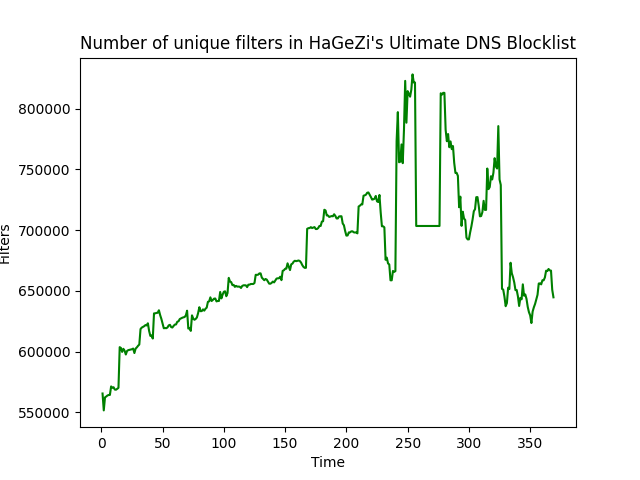 Number of unique filters in HaGeZi's Ultimate DNS Blocklist
800000
750000
700000
650000
600000
550000
Filters
0 50 100 150 200 250 300 350
Time